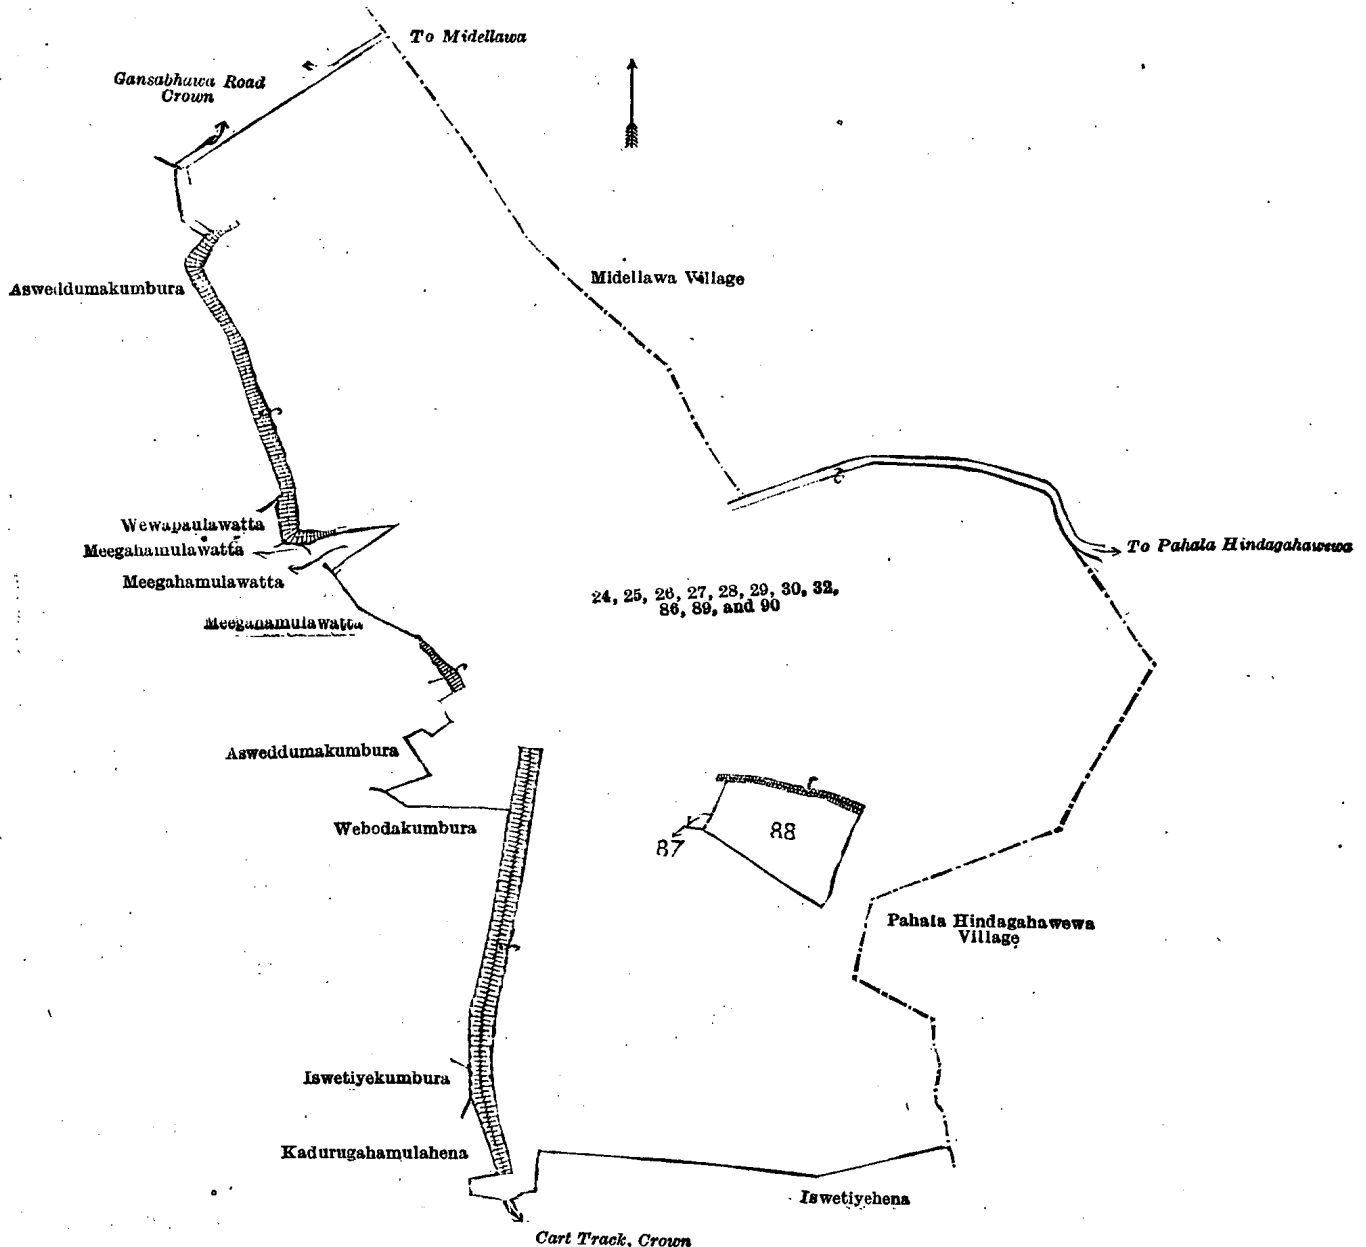 To Midellawa
Gansabhawa Road
Crown
Midellawa Village
Asweddumakumbura
Wewapaulawatta
Meegahamulawatta
To Pahala Hindagahawewa
Meegahamulawatta
24, 25, 26, 27, 28, 29, 30, 32,
86, 89, and 90
Meegahamulawatta
Asweddumakumbura
Webodakumbura
88
87
Pahala Hindagahawewa
Village
Iswetiyekumbura
Kadurugahamulahena
Iswetiyehena
Cart Track, Crown